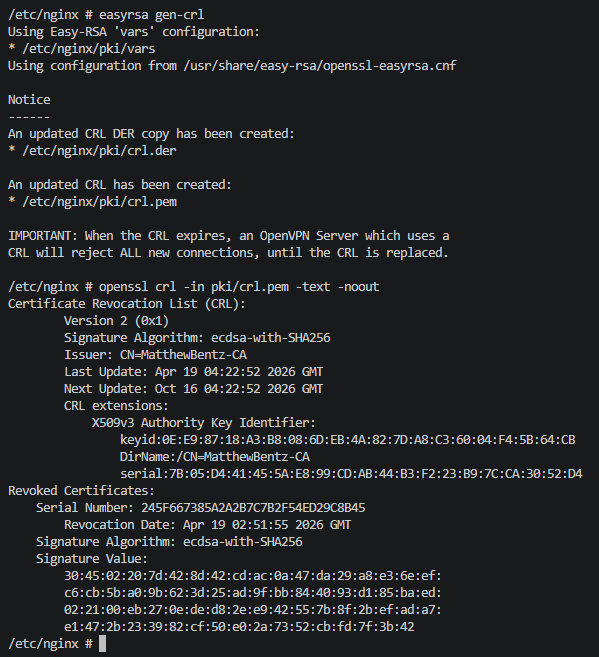 /etc/nginx # easyrsa gen-crl
Using Easy-RSA 'vars' configuration:
* /etc/nginx/pki/vars
Using configuration from /usr/share/easy-rsa/openssl-easyrsa.cnf

Notice
------
An updated CRL DER copy has been created:
* /etc/nginx/pki/crl.der

An updated CRL has been created:
* /etc/nginx/pki/crl.pem

IMPORTANT: When the CRL expires, an OpenVPN Server which uses a
CRL will reject ALL new connections, until the CRL is replaced.

/etc/nginx # openssl crl -in pki/crl.pem -text -noout
Certificate Revocation List (CRL):
        Version 2 (0x1)
        Signature Algorithm: ecdsa-with-SHA256
        Issuer: CN=MatthewBentz-CA
        Last Update: Apr 19 04:22:52 2026 GMT
        Next Update: Oct 16 04:22:52 2026 GMT
        CRL extensions:
            X509v3 Authority Key Identifier:
                keyid:0E:E9:87:18:A3:B8:08:6D:EB:4A:82:7D:A8:C3:60:04:F4:5B:64:CB
                DirName:/CN=MatthewBentz-CA
                serial:7B:05:D4:41:45:5A:E8:99:CD:AB:44:B3:F2:23:B9:7C:CA:30:52:D4
Revoked Certificates:
    Serial Number: 245F667385A2A2B7C7B2F54ED29C8B45
        Revocation Date: Apr 19 02:51:55 2026 GMT
    Signature Algorithm: ecdsa-with-SHA256
    Signature Value:
        30:45:02:20:7d:42:8d:42:cd:ac:0a:47:da:29:a8:e3:6e:ef:
        c6:cb:5b:a0:9b:62:3d:25:ad:9f:bb:84:40:93:d1:85:ba:ed:
        02:21:00:eb:27:0e:de:d8:2e:e9:42:55:7b:8f:2b:ef:ad:a7:
        e1:47:2b:23:39:82:cf:50:e0:2a:73:52:cb:fd:7f:3b:42
/etc/nginx #